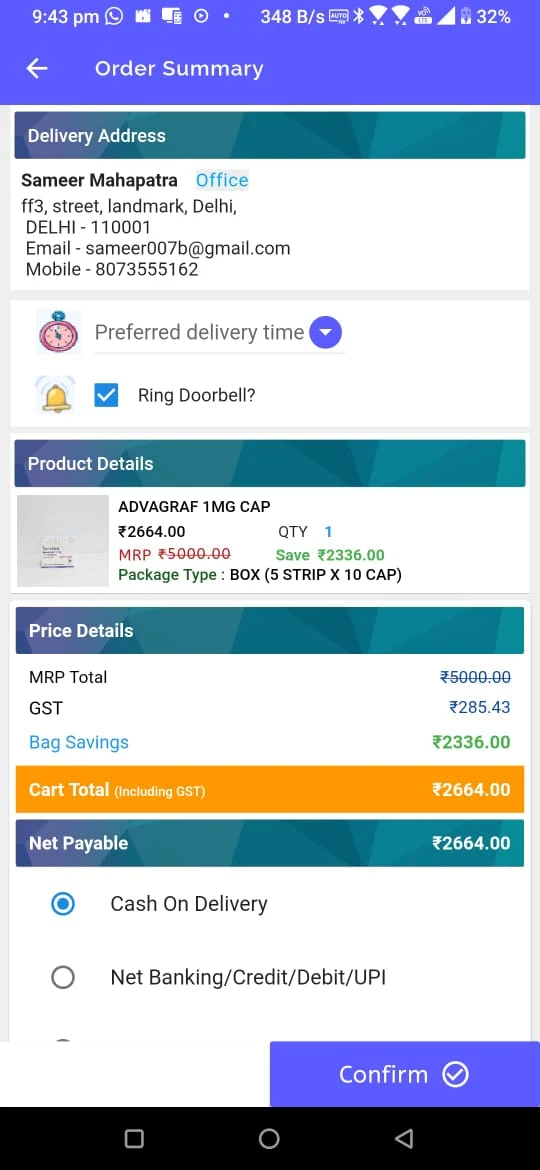 9:43 pm 348 B/s AUTO VO LTE 32%
Order Summary
Delivery Address
Sameer Mahapatra Office
ff3, street, landmark, Delhi,
DELHI - 110001
Email - sameer007b@gmail.com
Mobile - 8073555162
Preferred delivery time
Ring Doorbell?
Product Details
ADVAGRAF 1MG CAP
₹2664.00 QTY 1
MRP ₹5000.00 Save ₹2336.00
Package Type : BOX (5 STRIP X 10 CAP)
Price Details
MRP Total ₹5000.00
GST ₹285.43
Bag Savings ₹2336.00
Cart Total (Including GST) ₹2664.00
Net Payable ₹2664.00
Cash On Delivery
Net Banking/Credit/Debit/UPI
Confirm